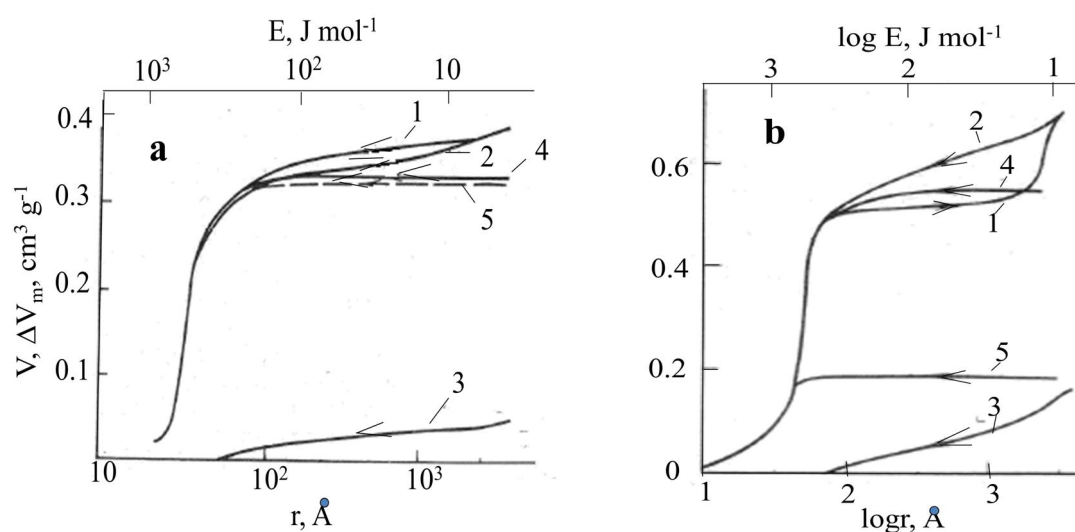 E, J mol-1
10³ 10² 10
0.4
a
1
2
4
0.3
5
0.2
V, ΔVm, cm³ g-1
0.1
3
10 10² 10³
r, Å
log E, J mol-1
3 2 1
b
2
0.6
4
1
0.4
5
0.2
3
0
1 2 3
logr, Å